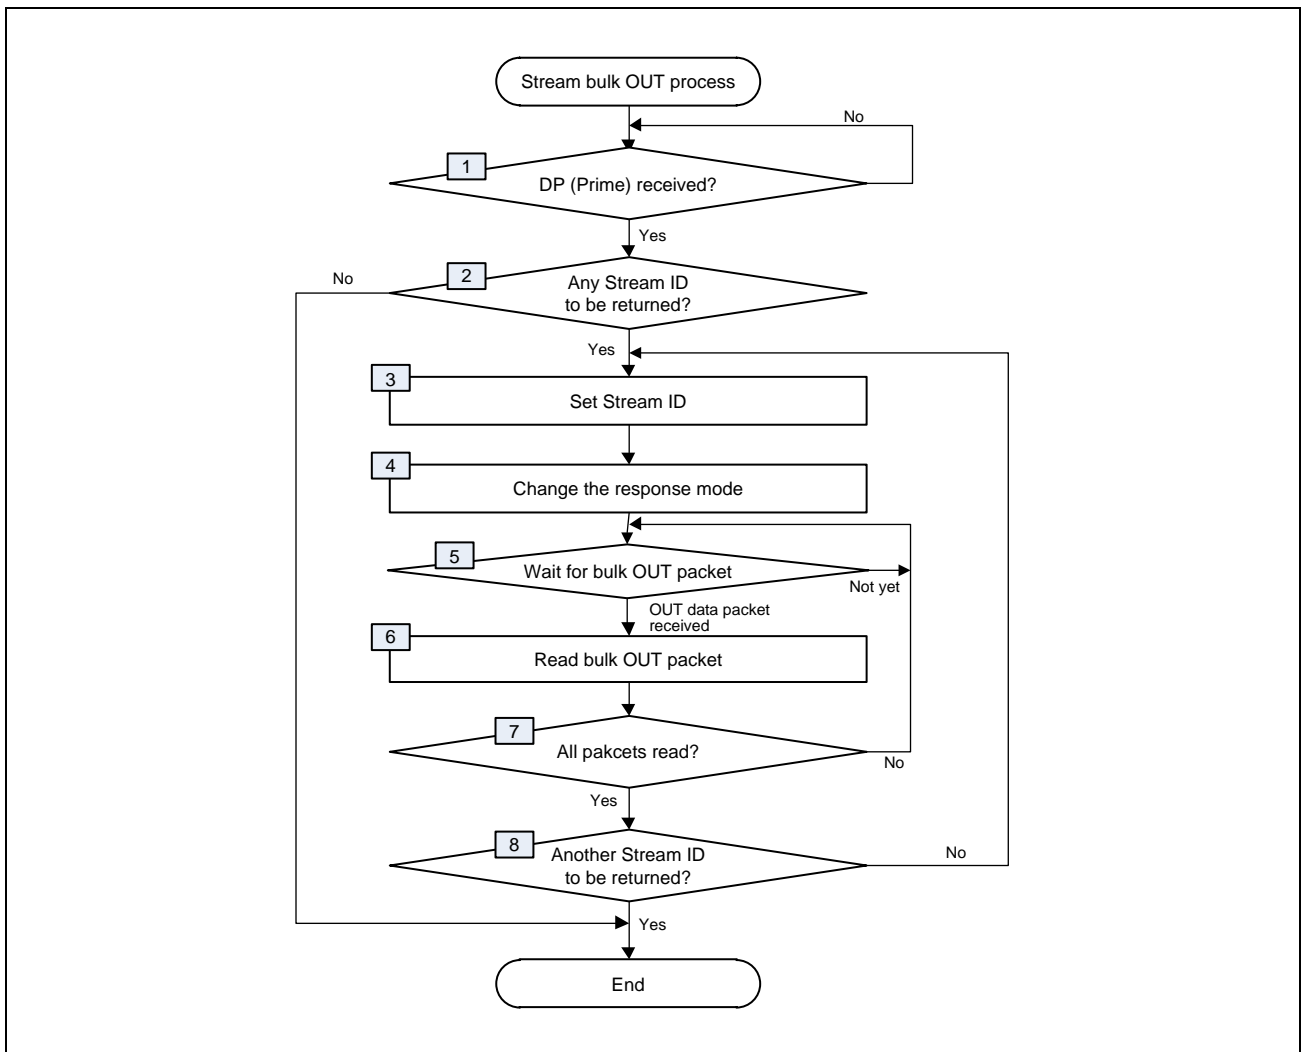 Stream bulk OUT process
No
1
DP (Prime) received?
Yes
2
No
Any Stream ID
to be returned?
Yes
3
Set Stream ID
4
Change the response mode
5
Wait for bulk OUT packet
Not yet
OUT data packet
received
6
Read bulk OUT packet
7
All pakcets read?
No
Yes
8
Another Stream ID
to be returned?
No
Yes
End